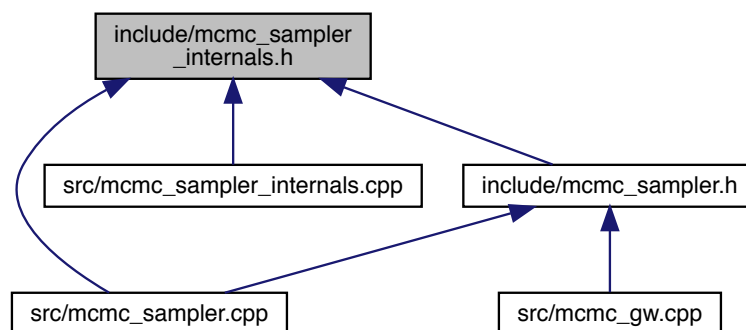 include/mcmc_sampler
_internals.h
src/mcmc_sampler_internals.cpp
include/mcmc_sampler.h
src/mcmc_sampler.cpp
src/mcmc_gw.cpp